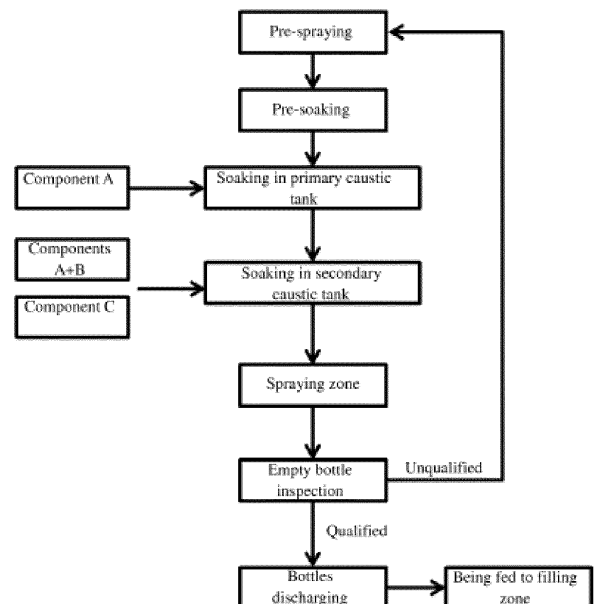 Pre-spraying
Pre-soaking
Component A
Soaking in primary caustic
tank
Components
A+B
Component C
Soaking in secondary
caustic tank
Spraying zone
Empty bottle
inspection
Unqualified
Qualified
Bottles
discharging
Being fed to filling
zone